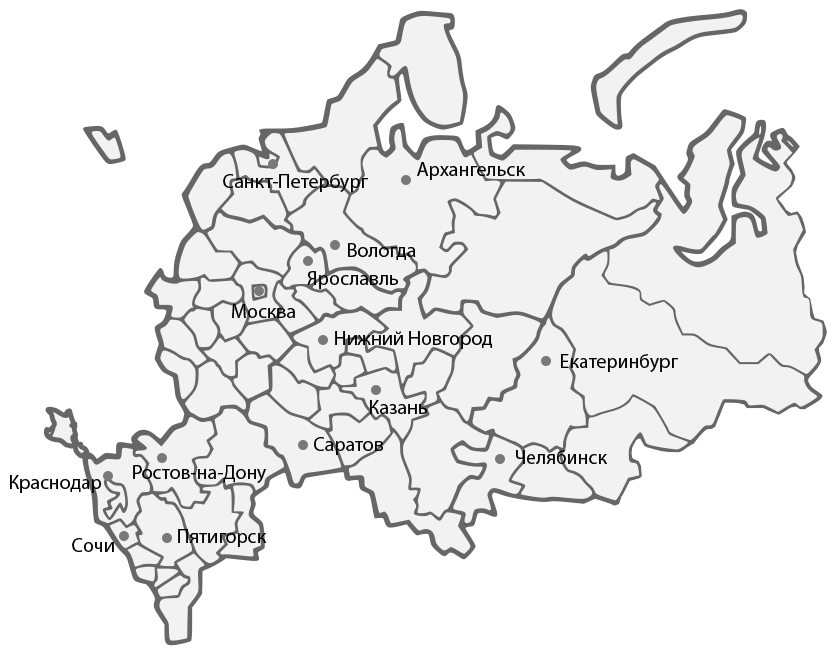 Архангельск
Санкт-Петербург
Вологда
Ярославль
Москва
Нижний Новгород
Екатеринбург
Казань
Саратов
Челябинск
Ростов-на-Дону
Краснодар
Пятигорск
Сочи